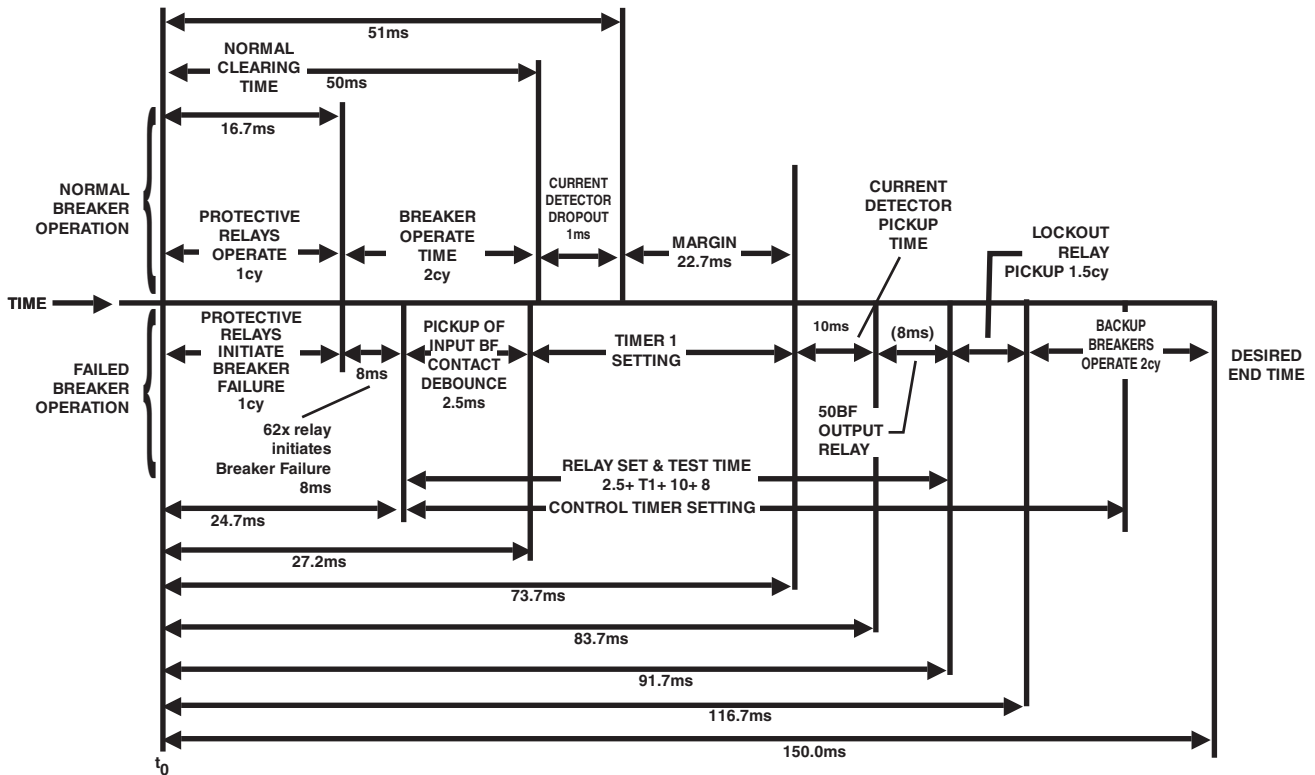 51ms
NORMAL
CLEARING
TIME
50ms
16.7ms
NORMAL
BREAKER
OPERATION
PROTECTIVE
RELAYS
OPERATE
1cy
BREAKER
OPERATE
TIME
2cy
CURRENT
DETECTOR
DROPOUT
1ms
MARGIN
22.7ms
CURRENT
DETECTOR
PICKUP
TIME
LOCKOUT
RELAY
PICKUP 1.5cy
TIME
FAILED
BREAKER
OPERATION
PROTECTIVE
RELAYS
INITIATE
BREAKER
FAILURE
1cy
8ms
62x relay
initiates
Breaker Failure
8ms
PICKUP OF
INPUT BF
CONTACT
DEBOUNCE
2.5ms
TIMER 1
SETTING
10ms
(8ms)
50BF
OUTPUT
RELAY
BACKUP
BREAKERS
OPERATE 2cy
DESIRED
END TIME
RELAY SET & TEST TIME
2.5+ T1+ 10+ 8
CONTROL TIMER SETTING
24.7ms
27.2ms
73.7ms
83.7ms
91.7ms
116.7ms
150.0ms
t0